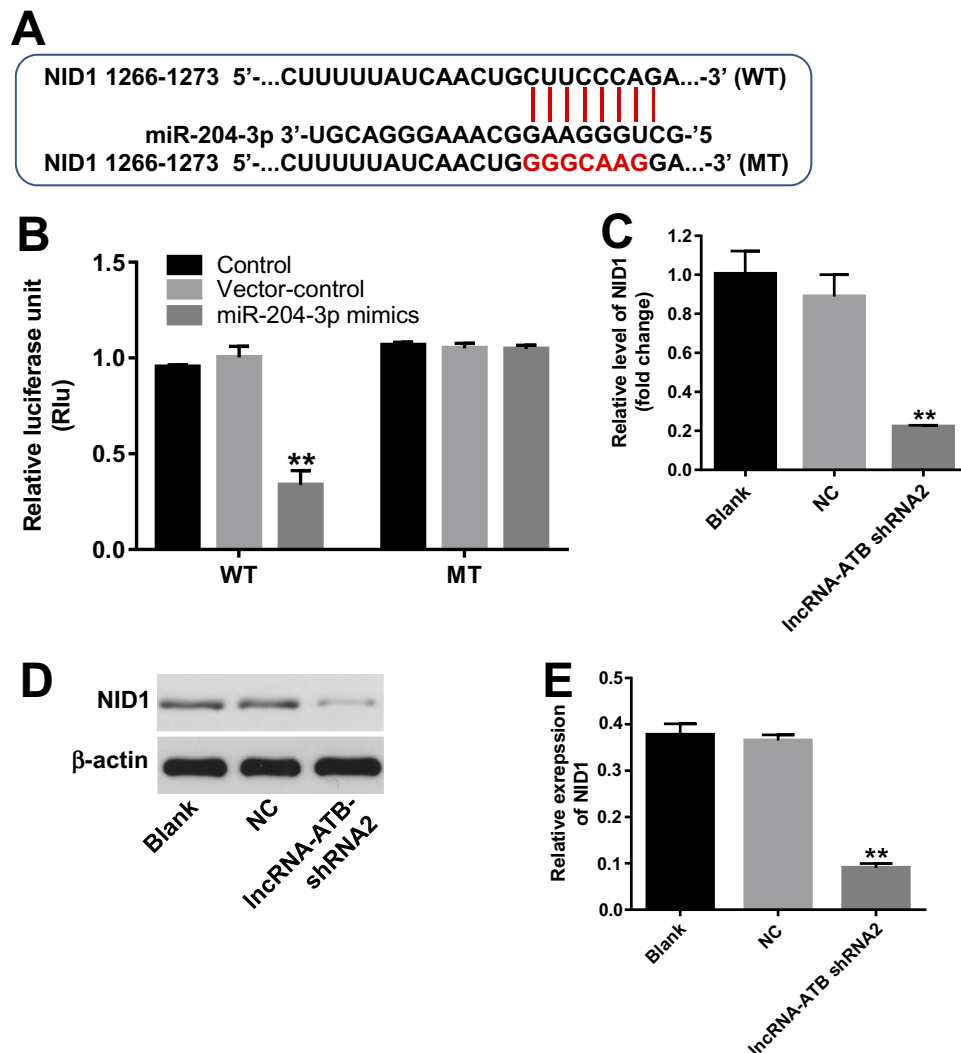 A
NID1 1266-1273 5'-...CUUUUUAUCAACUGCUUCCCAGA...-3' (WT)
miR-204-3p 3'-UGCAGGGAAACGGAAGGGUCG-'5
NID1 1266-1273 5'-...CUUUUUAUCAACUGGGGCAAGGA...-3' (MT)
B
Relative luciferase unit
(Rlu)
1.5
1.0
0.5
0.0
Control
Vector-control
miR-204-3p mimics
**
WT
MT
C
Relative level of NID1
(fold change)
1.2
1.0
0.8
0.6
0.4
0.2
0.0
**
Blank
NC
lncRNA-ATB shRNA2
D
NID1
β-actin
Blank
NC
lncRNA-ATB-
shRNA2
E
Relative exrepssion
of NID1
0.5
0.4
0.3
0.2
0.1
0.0
**
Blank
NC
lncRNA-ATB shRNA2